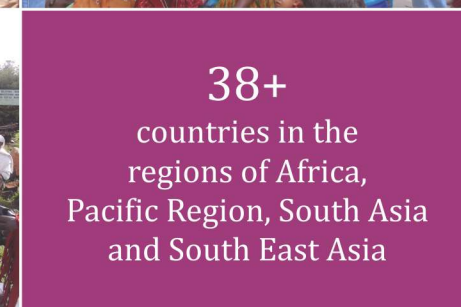 38+
countries in the
regions of Africa,
Pacific Region, South Asia
and South East Asia